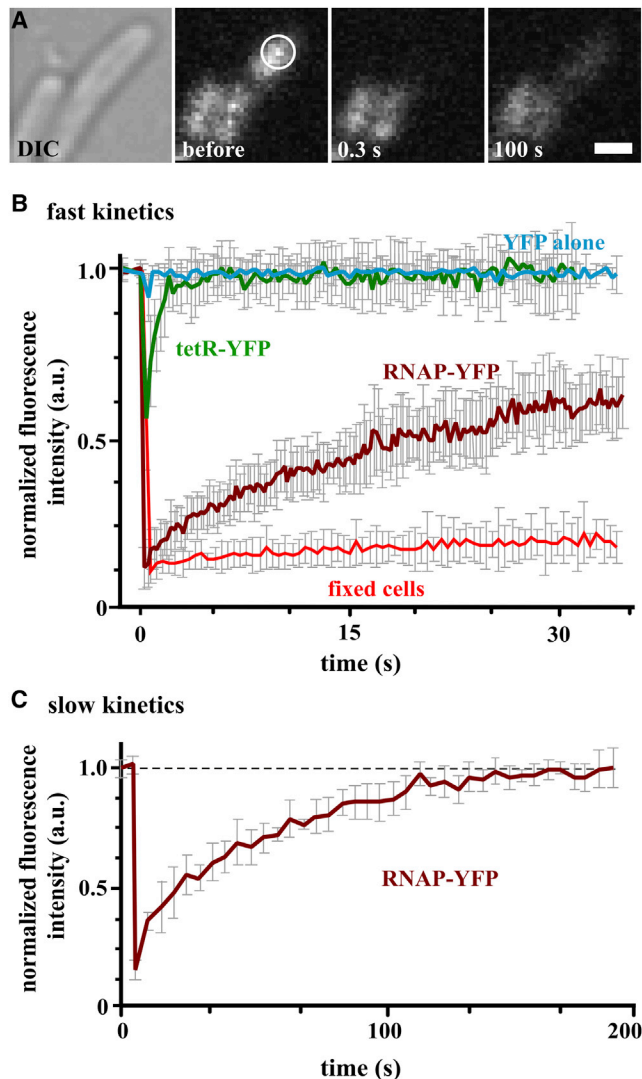 A
DIC
before
0.3 s
100 s
B fast kinetics
YFP alone
tetR-YFP
RNAP-YFP
fixed cells
normalized fluorescence
intensity (a.u.)
1.0
0.5
0
0
15
30
time (s)
C slow kinetics
RNAP-YFP
normalized fluorescence
intensity (a.u.)
1.0
0.5
0
0
100
200
time (s)